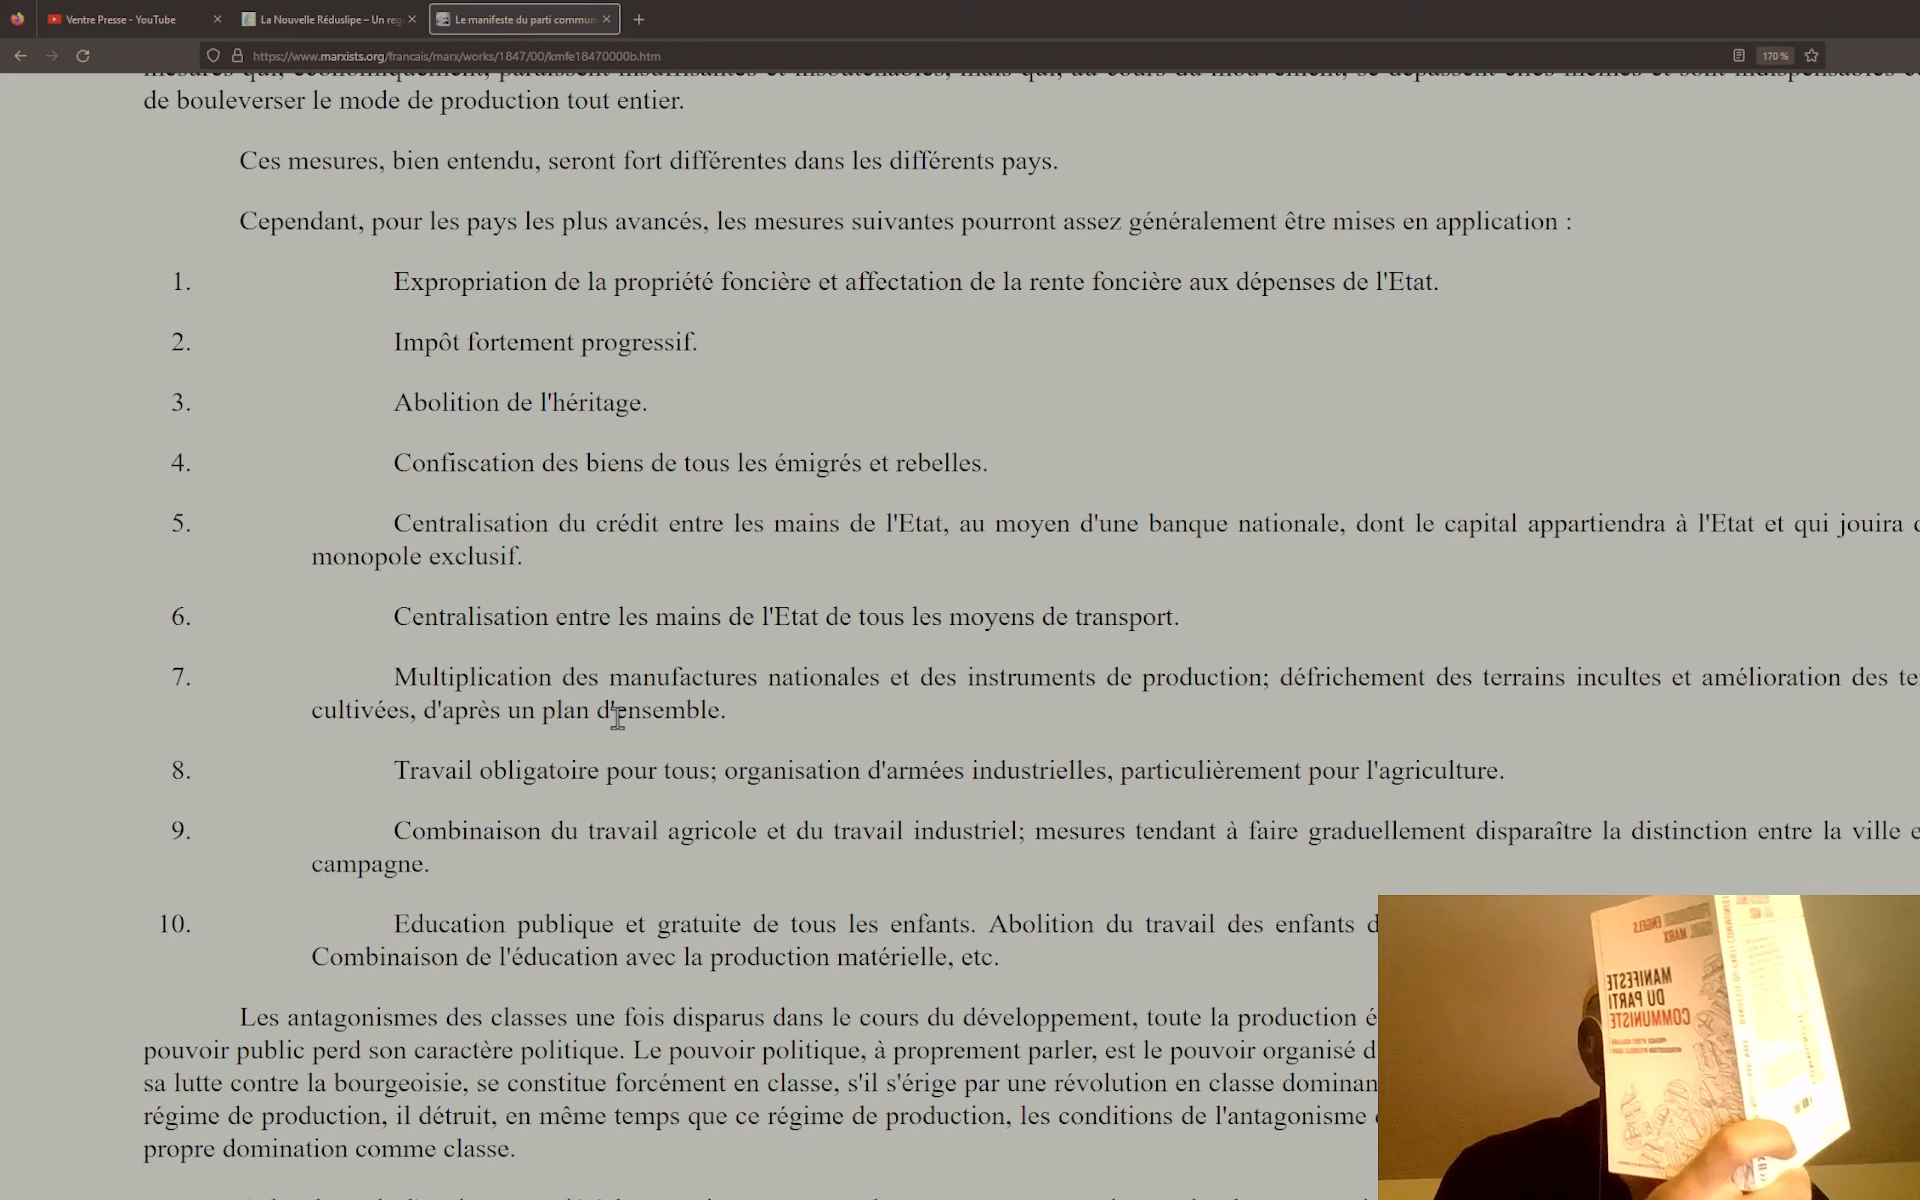 Ventre Presse - YouTube
La Nouvelle Réduslipe – Un reg
Le manifeste du parti commun
https://www.marxists.org/francais/marx/works/1847/00/kmfe18470000b.htm
170%
de bouleverser le mode de production tout entier.
Ces mesures, bien entendu, seront fort différentes dans les différents pays.
Cependant, pour les pays les plus avancés, les mesures suivantes pourront assez généralement être mises en application :
1. Expropriation de la propriété foncière et affectation de la rente foncière aux dépenses de l'Etat.
2. Impôt fortement progressif.
3. Abolition de l'héritage.
4. Confiscation des biens de tous les émigrés et rebelles.
5. Centralisation du crédit entre les mains de l'Etat, au moyen d'une banque nationale, dont le capital appartiendra à l'Etat et qui jouira
monopole exclusif.
6. Centralisation entre les mains de l'Etat de tous les moyens de transport.
7. Multiplication des manufactures nationales et des instruments de production; défrichement des terrains incultes et amélioration des te
cultivées, d'après un plan d'ensemble.
8. Travail obligatoire pour tous; organisation d'armées industrielles, particulièrement pour l'agriculture.
9. Combinaison du travail agricole et du travail industriel; mesures tendant à faire graduellement disparaître la distinction entre la ville e
campagne.
10. Education publique et gratuite de tous les enfants. Abolition du travail des enfants d
Combinaison de l'éducation avec la production matérielle, etc.
Les antagonismes des classes une fois disparus dans le cours du développement, toute la production é
pouvoir public perd son caractère politique. Le pouvoir politique, à proprement parler, est le pouvoir organisé d
sa lutte contre la bourgeoisie, se constitue forcément en classe, s'il s'érige par une révolution en classe dominan
régime de production, il détruit, en même temps que ce régime de production, les conditions de l'antagonisme
propre domination comme classe.
ENGELS
MARX
MANIFESTE
DU PARTI
COMMUNISTE